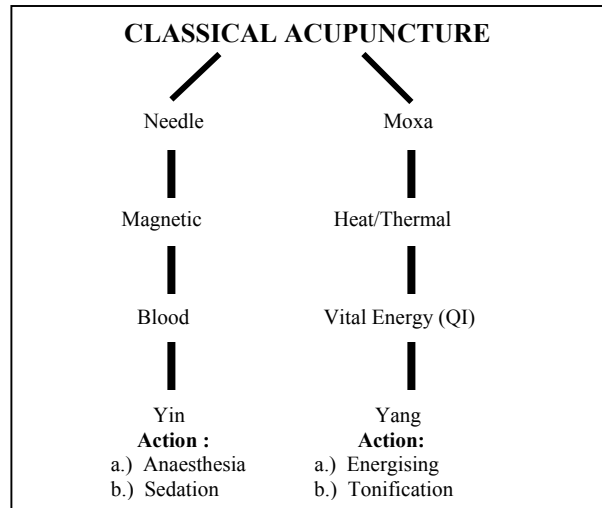 CLASSICAL ACUPUNCTURE
Needle Moxa
Magnetic Heat/Thermal
Blood Vital Energy (QI)
Yin Yang
Action : Action:
a.) Anaesthesia a.) Energising
b.) Sedation b.) Tonification